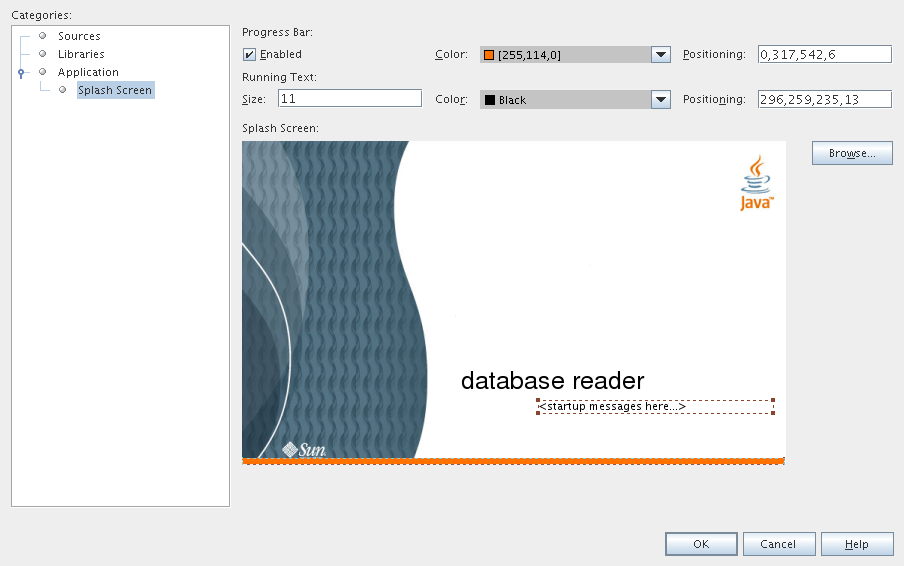 Categories:
Sources
Libraries
Application
Splash Screen
Progress Bar:
Enabled
Color: [255,114,0] Positioning: 0,317,542,6
Running Text:
Size: 11 Color: Black Positioning: 296,259,235,13
Splash Screen:
Browse...
Java™
database reader
<startup messages here...>
Sun
OK Cancel Help